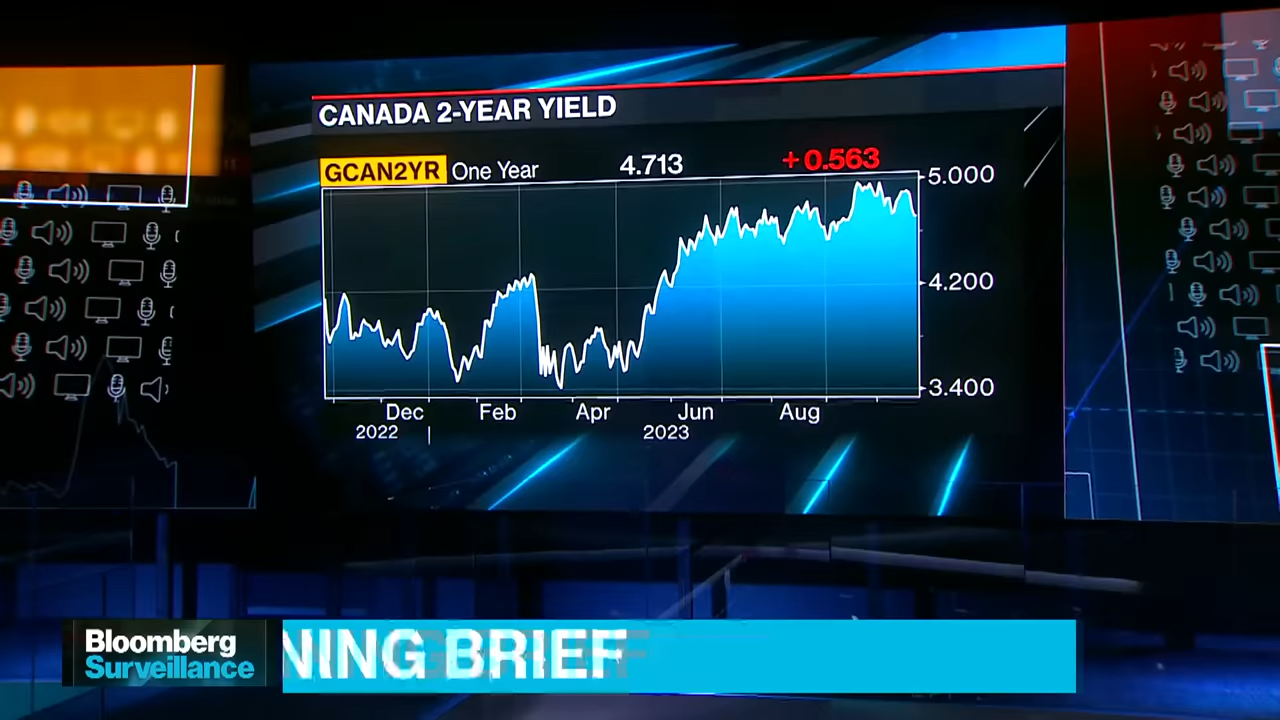 CANADA 2-YEAR YIELD
GCAN2YR One Year 4.713 +0.563
5.000
4.200
3.400
Dec Feb Apr Jun Aug
2022 2023
Bloomberg
Surveillance
NING BRIEF